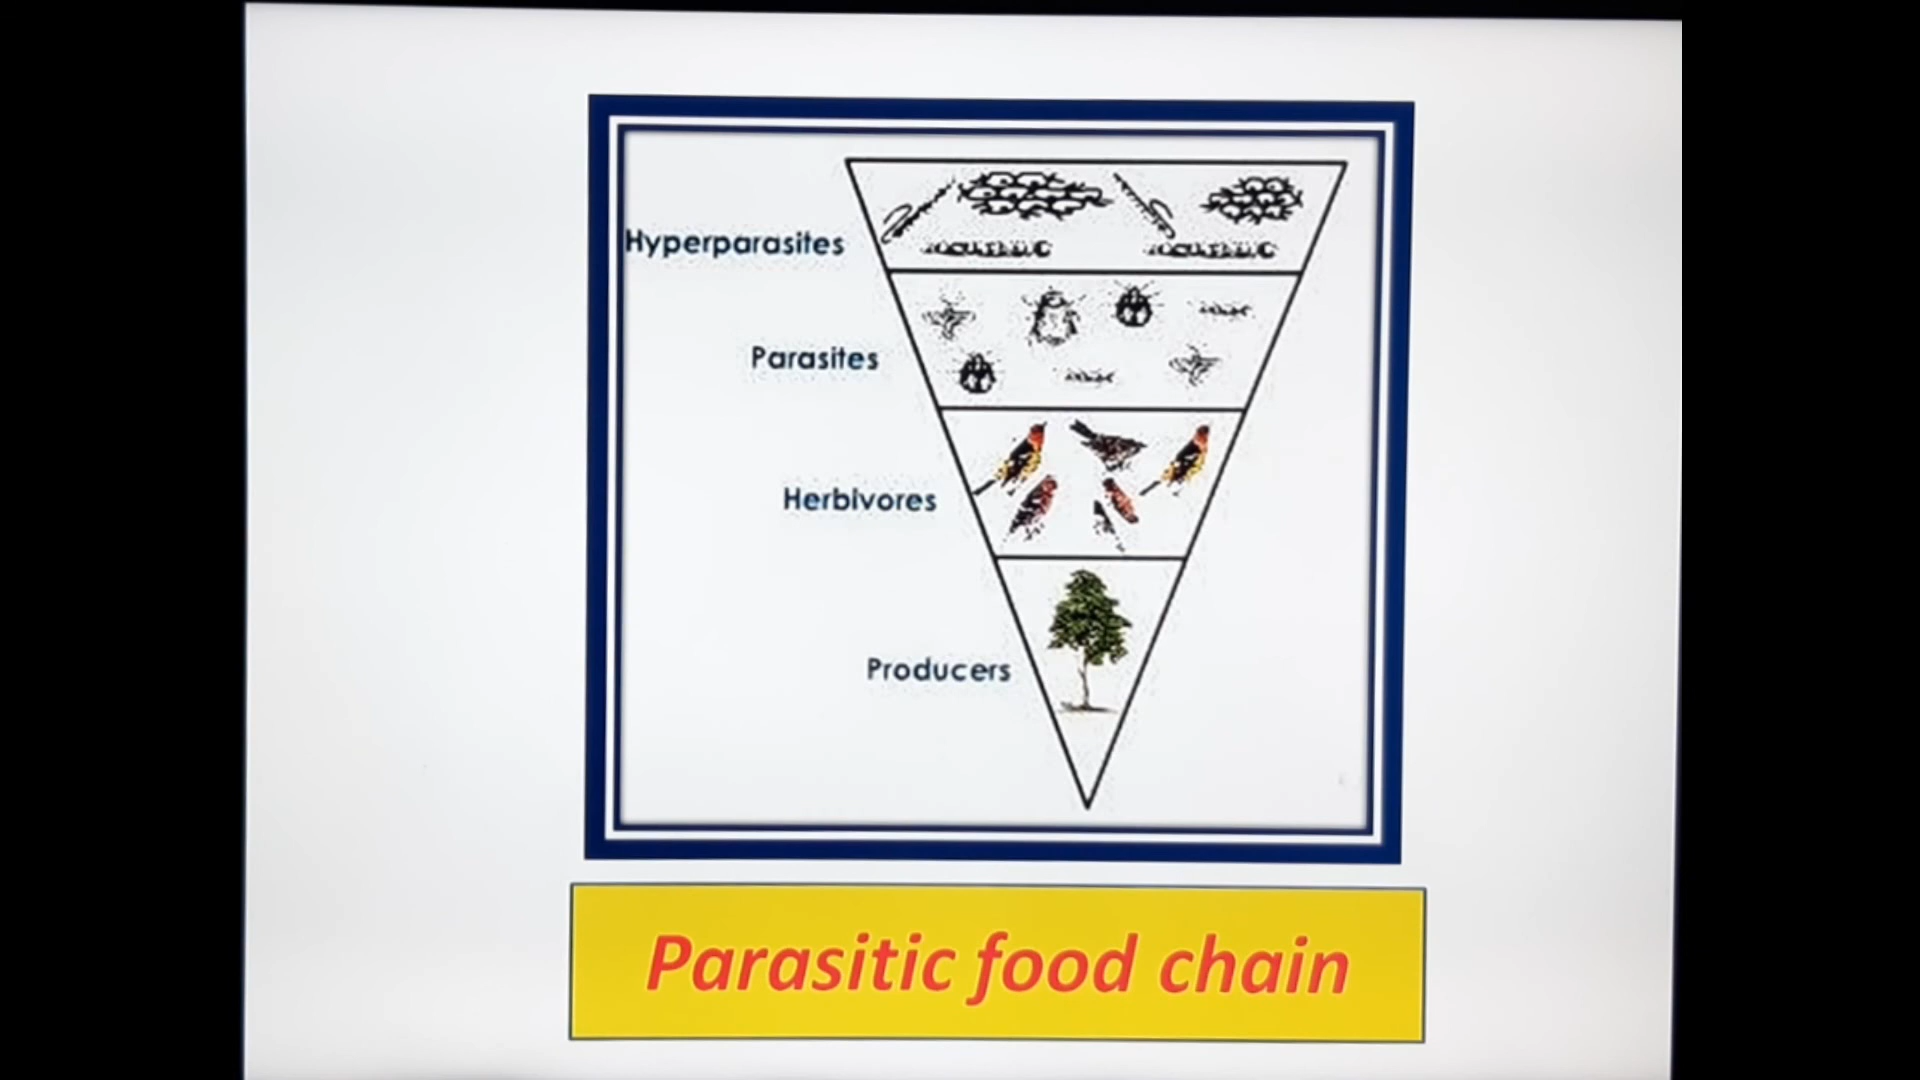 Hyperparasites
Parasites
Herbivores
Producers
Parasitic food chain